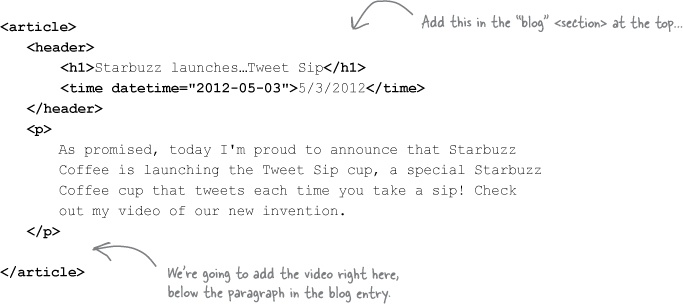 Add this in the “blog” <section> at the top...
<article>
<header>
<h1>Starbuzz launches…Tweet Sip</h1>
<time datetime="2012-05-03">5/3/2012</time>
</header>
<p>
As promised, today I'm proud to announce that Starbuzz
Coffee is launching the Tweet Sip cup, a special Starbuzz
Coffee cup that tweets each time you take a sip! Check
out my video of our new invention.
</p>
</article>
We're going to add the video right here,
below the paragraph in the blog entry.